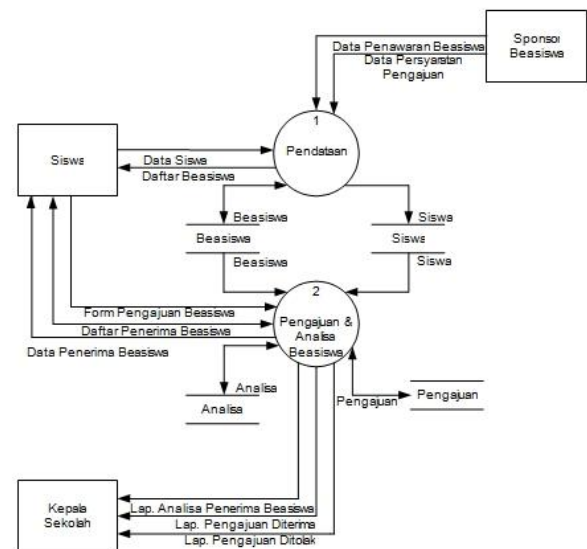 Sponsor
Beasiswa
Data Penawaran Beasiswa
Data Persyaratan
Pengajuan
1
Pendataan
Siswa
Data Siswa
Daftar Beasiswa
Beasiswa
Beasiswa
Beasiswa
Siswa
Siswa
Siswa
2
Pengajuan &
Analisa
Beasiswa
Form Pengajuan Beasiswa
Daftar Penerima Beasiswa
Data Penerima Beasiswa
Analisa
Analisa
Pengajuan
Pengajuan
Kepala
Sekolah
Lap. Analisa Penerima Beasiswa
Lap. Pengajuan Diterima
Lap. Pengajuan Ditolak